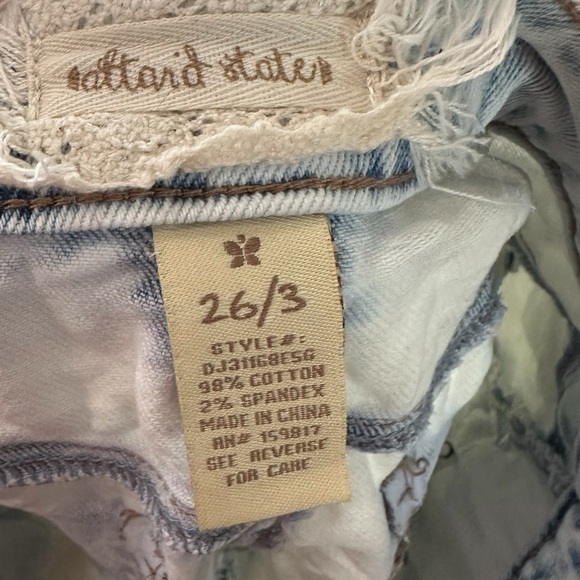 altar'd state
26/3
STYLE#:
DJ31168ESG
98% COTTON
2% SPANDEX
MADE IN CHINA
RN# 159817
SEE REVERSE
FOR CARE